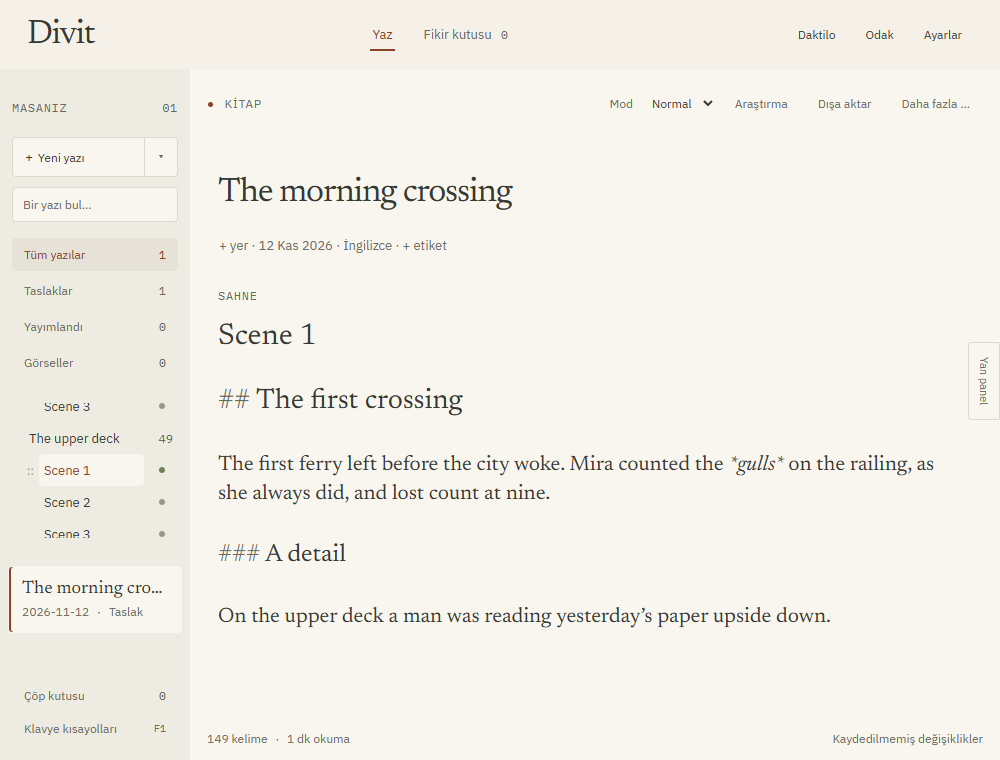 Divit
Yaz
Fikir kutusu 0
Daktilo
Odak
Ayarlar
MASANIZ 01
+ Yeni yazı
Bir yazı bul...
Tüm yazılar 1
Taslaklar 1
Yayımlandı 0
Görseller 0
Scene 3
The upper deck 49
Scene 1
Scene 2
Scene 3
The morning cro...
2026-11-12 · Taslak
Çöp kutusu 0
Klavye kısayolları F1
KİTAP
Mod Normal
Araştırma
Dışa aktar
Daha fazla ...
The morning crossing
+ yer · 12 Kas 2026 · İngilizce · + etiket
SAHNE
Scene 1
## The first crossing
The first ferry left before the city woke. Mira counted the *gulls* on the railing, as
she always did, and lost count at nine.
### A detail
On the upper deck a man was reading yesterday’s paper upside down.
Yan panel
149 kelime · 1 dk okuma
Kaydedilmemiş değişiklikler